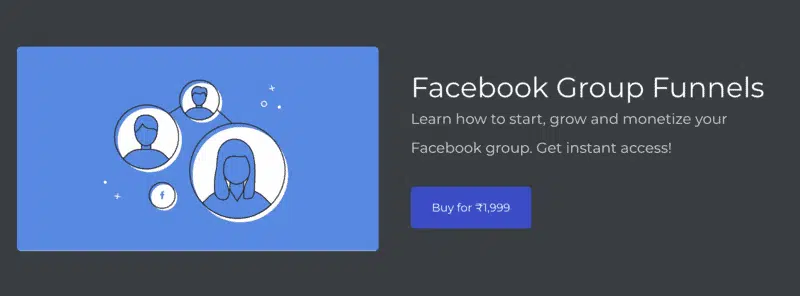 Facebook Group Funnels
Learn how to start, grow and monetize your
Facebook group. Get instant access!
Buy for ₹1,999
f